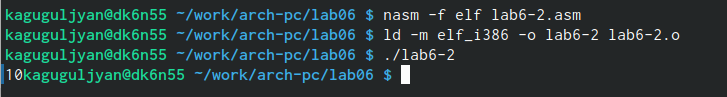 kaguguljyan@dk6n55 ~/work/arch-pc/lab06 $ nasm -f elf lab6-2.asm
kaguguljyan@dk6n55 ~/work/arch-pc/lab06 $ ld -m elf_i386 -o lab6-2 lab6-2.o
kaguguljyan@dk6n55 ~/work/arch-pc/lab06 $ ./lab6-2
10kaguguljyan@dk6n55 ~/work/arch-pc/lab06 $